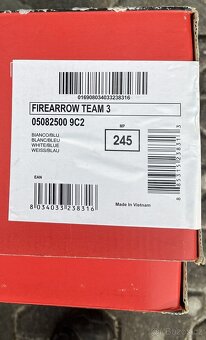 016908034033238316
FIREARROW TEAM 3
05082500 9C2
BIANCO/BLU
BLANC/BLEU
WHITE/BLUE
WEISS/BLAU
MP
245
EAN
8 034033 238316
Made in Vietnam